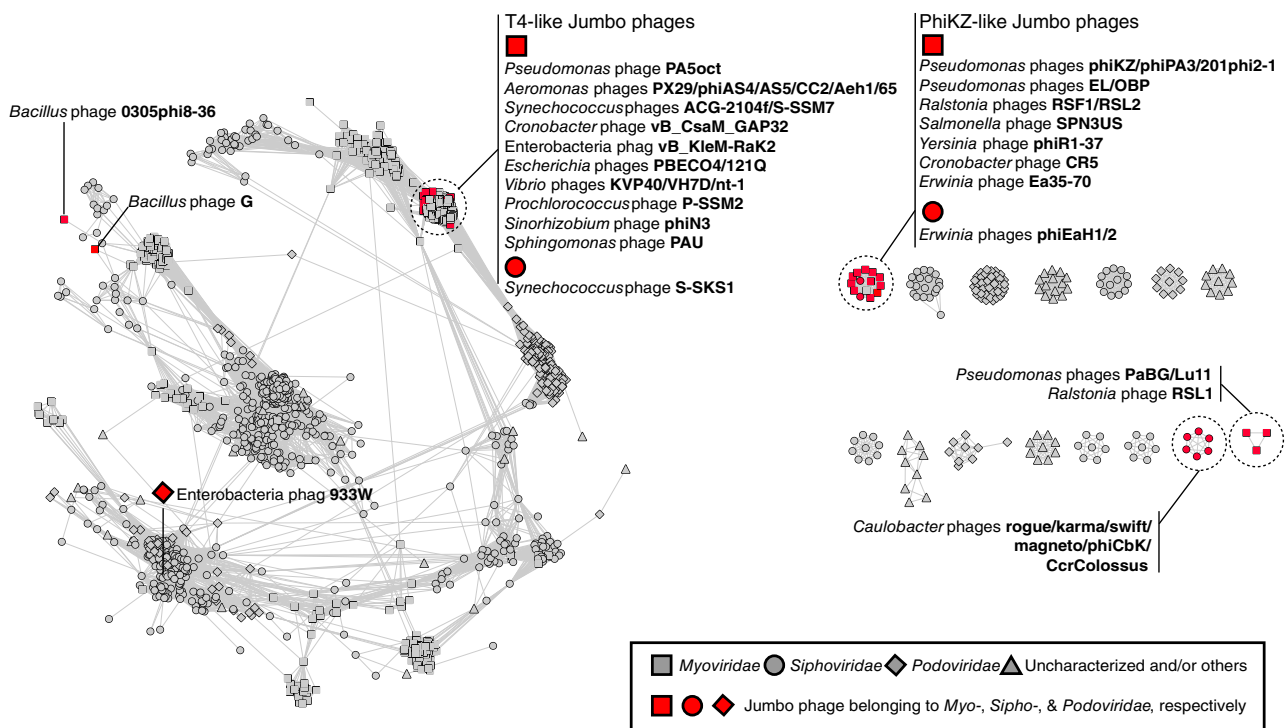 T4-like Jumbo phages
Pseudomonas phage PA5oct
Aeromonas phages PX29/phiAS4/AS5/CC2/Aeh1/65
Synechococcus phages ACG-2104f/S-SSM7
Cronobacter phage vB_CsaM_GAP32
Enterobacteria phag vB_KleM-RaK2
Escherichia phages PBECO4/121Q
Vibrio phages KVP40/VH7D/nt-1
Prochlorococcus phage P-SSM2
Sinorhizobium phage phiN3
Sphingomonas phage PAU
Synechococcus phage S-SKS1
PhiKZ-like Jumbo phages
Pseudomonas phages phiKZ/phiPA3/201phi2-1
Pseudomonas phages EL/OBP
Ralstonia phages RSF1/RSL2
Salmonella phage SPN3US
Yersinia phage phiR1-37
Cronobacter phage CR5
Erwinia phage Ea35-70
Erwinia phages phiEaH1/2
Bacillus phage 0305phi8-36
Bacillus phage G
Pseudomonas phages PaBG/Lu11
Ralstonia phage RSL1
Enterobacteria phag 933W
Caulobacter phages rogue/karma/swift/
magneto/phiCbK/
CcrColossus
Myoviridae Siphoviridae Podoviridae Uncharacterized and/or others
Jumbo phage belonging to Myo-, Sipho-, & Podoviridae, respectively